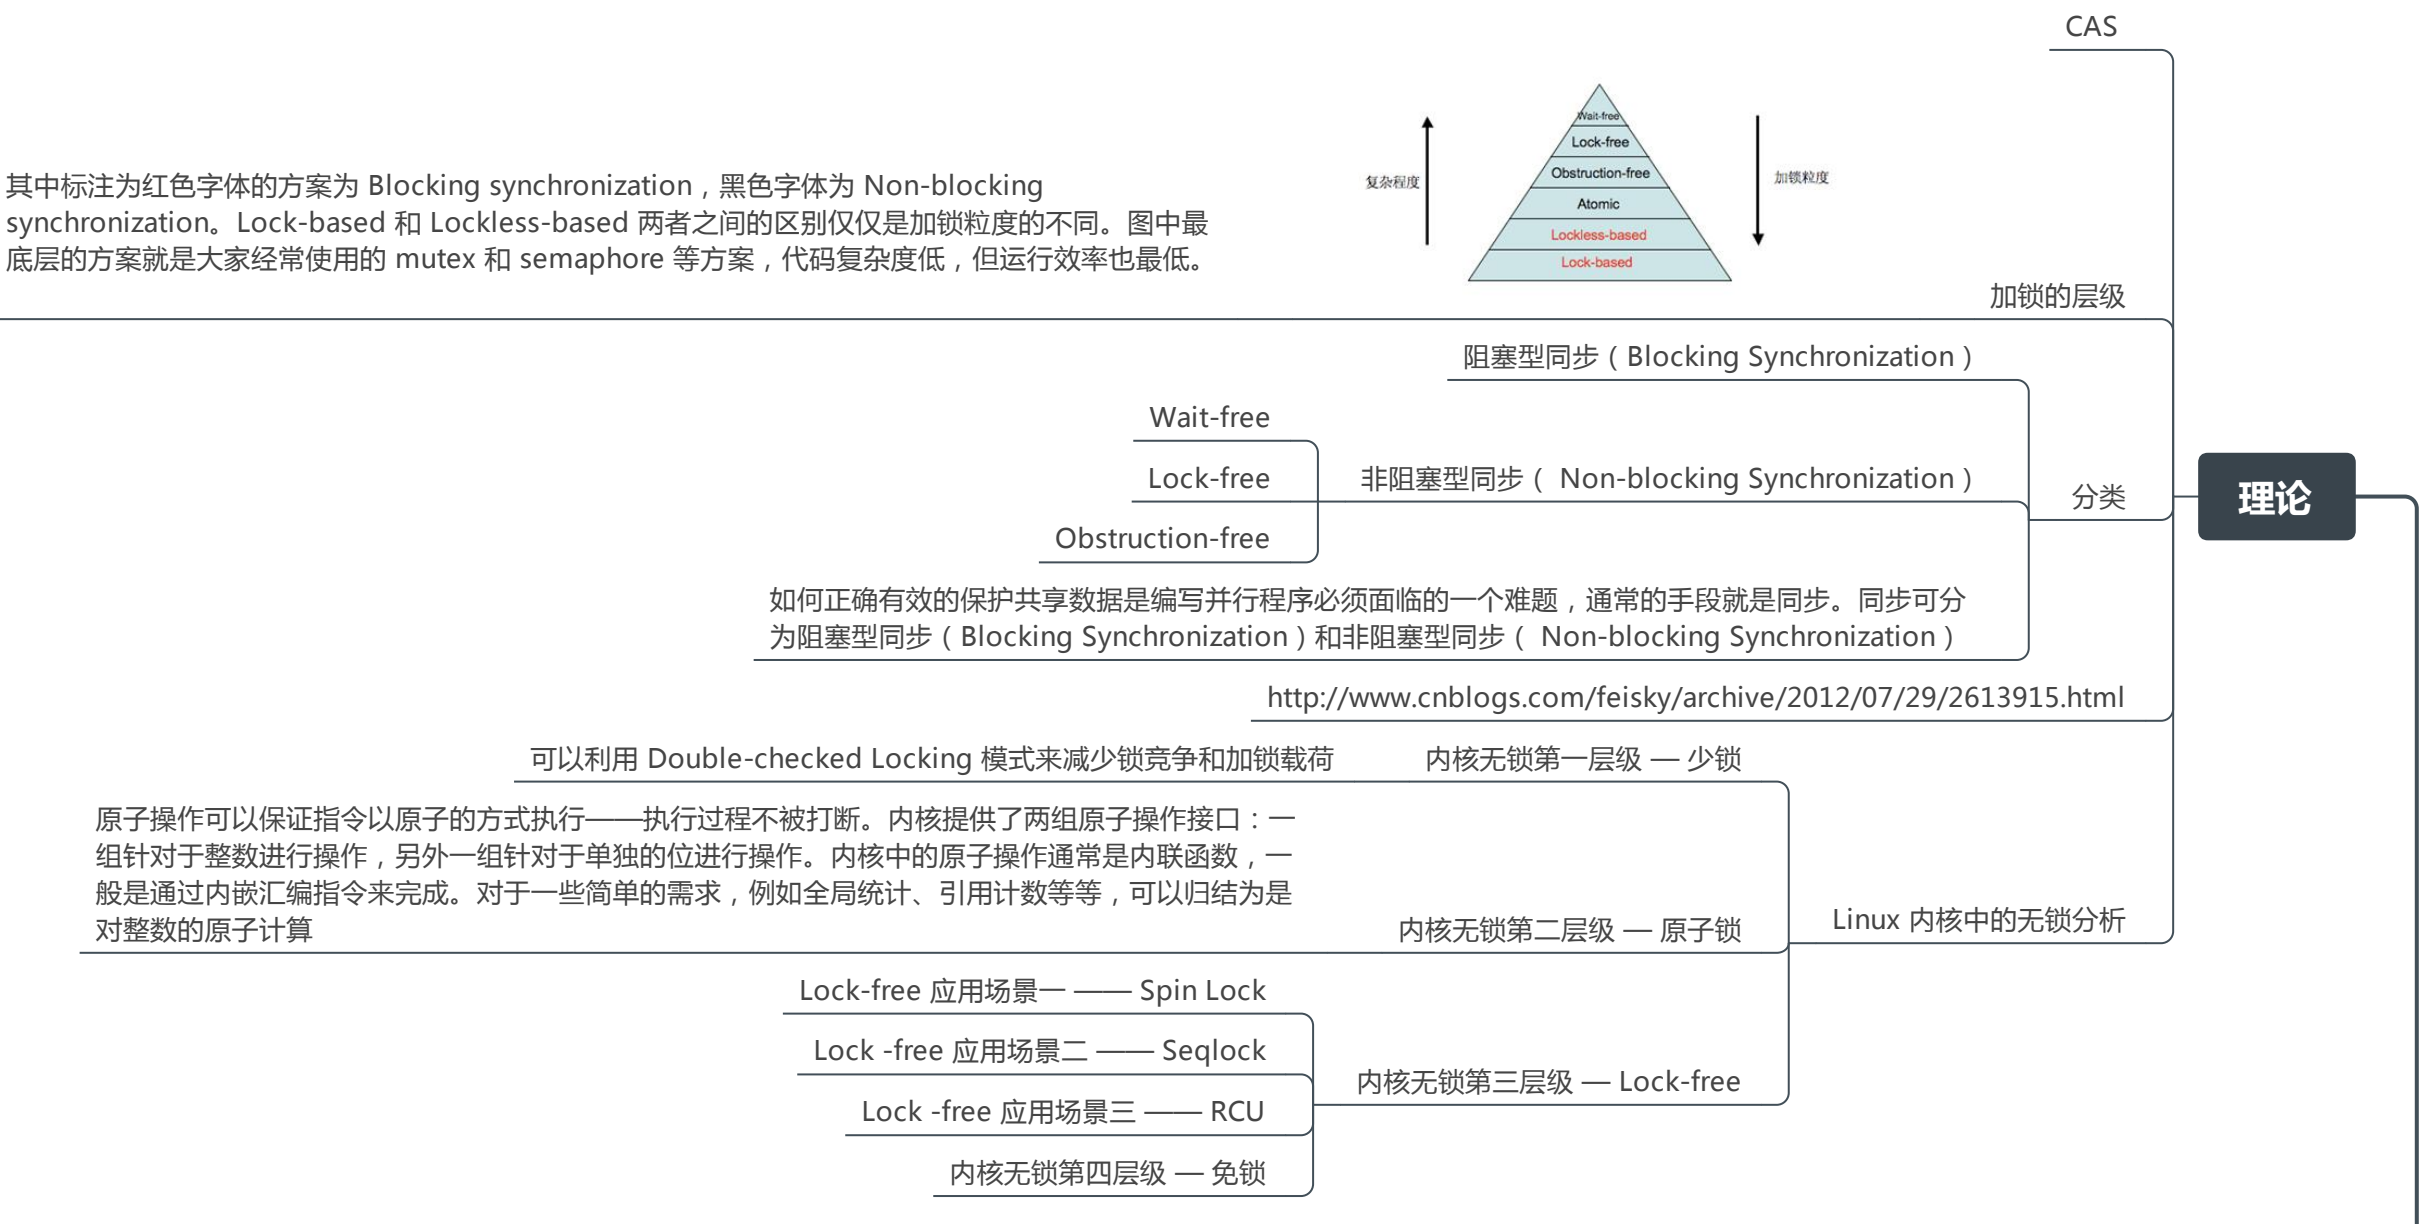 CAS
Wait-free
Lock-free
Obstruction-free
Atomic
Lockless-based
Lock-based
复杂程度
加锁粒度
其中标注为红色字体的方案为 Blocking synchronization，黑色字体为 Non-blocking
synchronization。Lock-based 和 Lockless-based 两者之间的区别仅仅是加锁粒度的不同。图中最
底层的方案就是大家经常使用的 mutex 和 semaphore 等方案，代码复杂度低，但运行效率也最低。
加锁的层级
阻塞型同步（Blocking Synchronization）
Wait-free
Lock-free
Obstruction-free
非阻塞型同步（ Non-blocking Synchronization）
分类
理论
如何正确有效的保护共享数据是编写并行程序必须面临的一个难题，通常的手段就是同步。同步可分
为阻塞型同步（Blocking Synchronization）和非阻塞型同步（ Non-blocking Synchronization）
http://www.cnblogs.com/feisky/archive/2012/07/29/2613915.html
可以利用 Double-checked Locking 模式来减少锁竞争和加锁载荷
内核无锁第一层级 — 少锁
原子操作可以保证指令以原子的方式执行——执行过程不被打断。内核提供了两组原子操作接口：一
组针对于整数进行操作，另外一组针对于单独的位进行操作。内核中的原子操作通常是内联函数，一
般是通过内嵌汇编指令来完成。对于一些简单的需求，例如全局统计、引用计数等等，可以归结为是
对整数的原子计算
内核无锁第二层级 — 原子锁
Linux 内核中的无锁分析
Lock-free 应用场景一 —— Spin Lock
Lock -free 应用场景二 —— Seqlock
Lock -free 应用场景三 —— RCU
内核无锁第四层级 — 免锁
内核无锁第三层级 — Lock-free